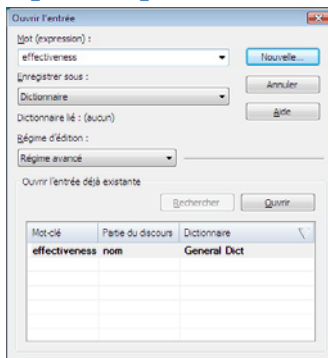 Ouvrir l'entrée
Mot (expression) :
effectiveness
Nouvelle...
Enregistrer sous :
Annuler
Dictionnaire
Aide
Dictionnaire lié : (aucun)
Régime d'édition :
Régime avancé
Ouvrir l'entrée déjà existante
Rechercher
Ouvrir
Mot-clé Partie du discours Dictionnaire
effectiveness nom General Dict